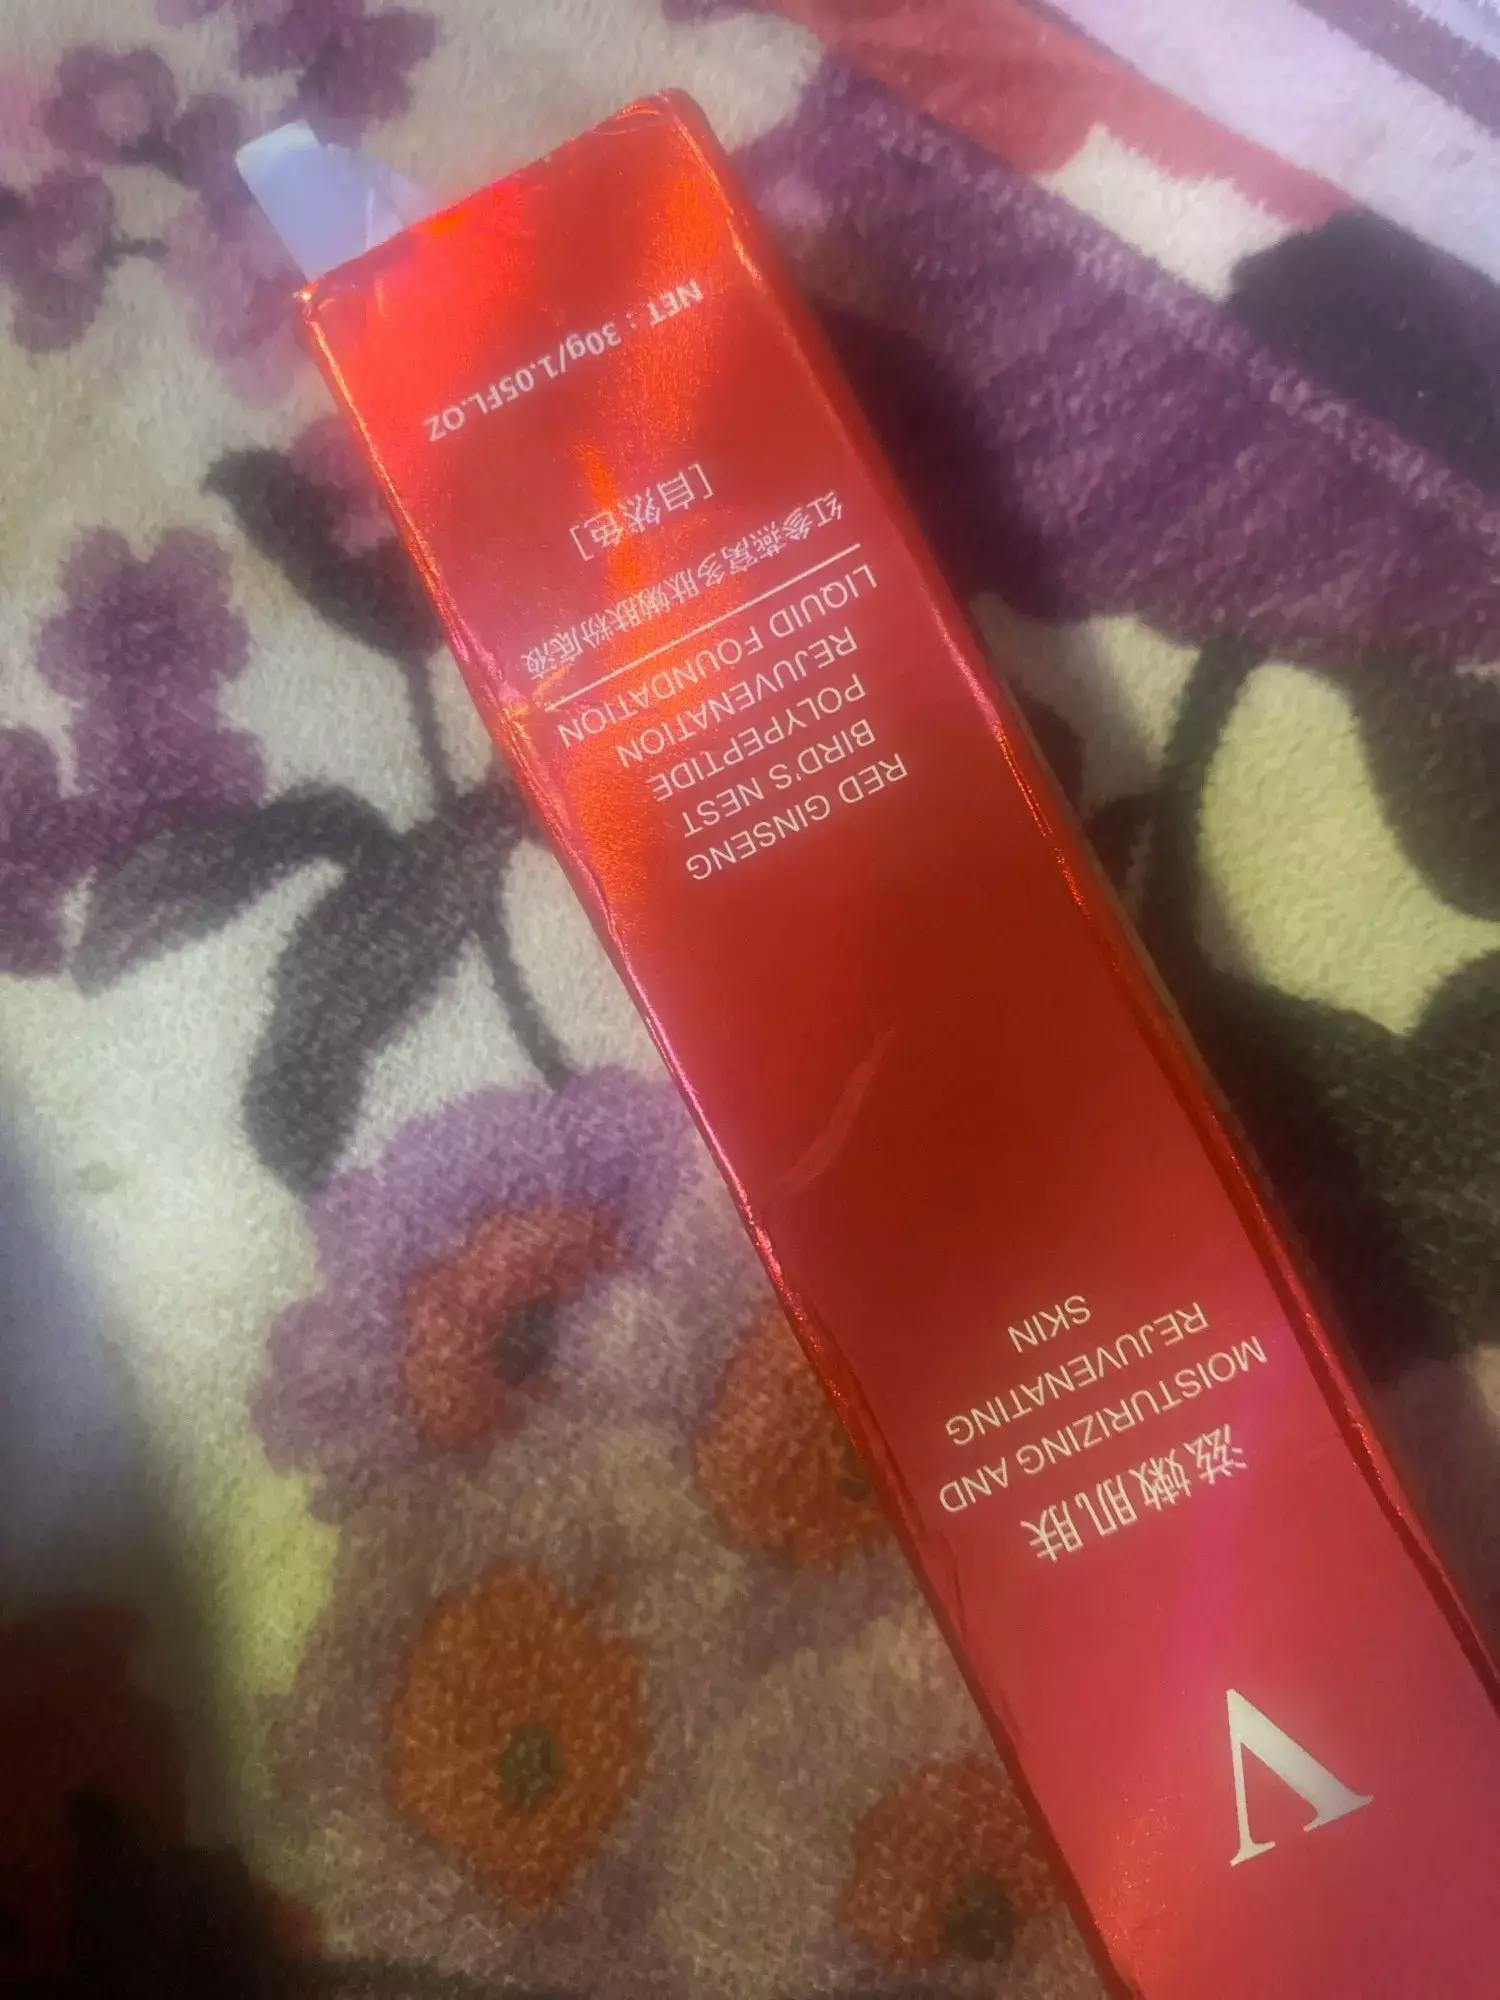 V
滋嫩肌肤
MOISTURIZING AND
REJUVENATING
SKIN
RED GINSENG
BIRD'S NEST
POLYPEPTIDE
REJUVENATION
LIQUID FOUNDATION
红参燕窝多肽嫩肤粉底液
[自然色]
NET：30g/1.05FL.OZ